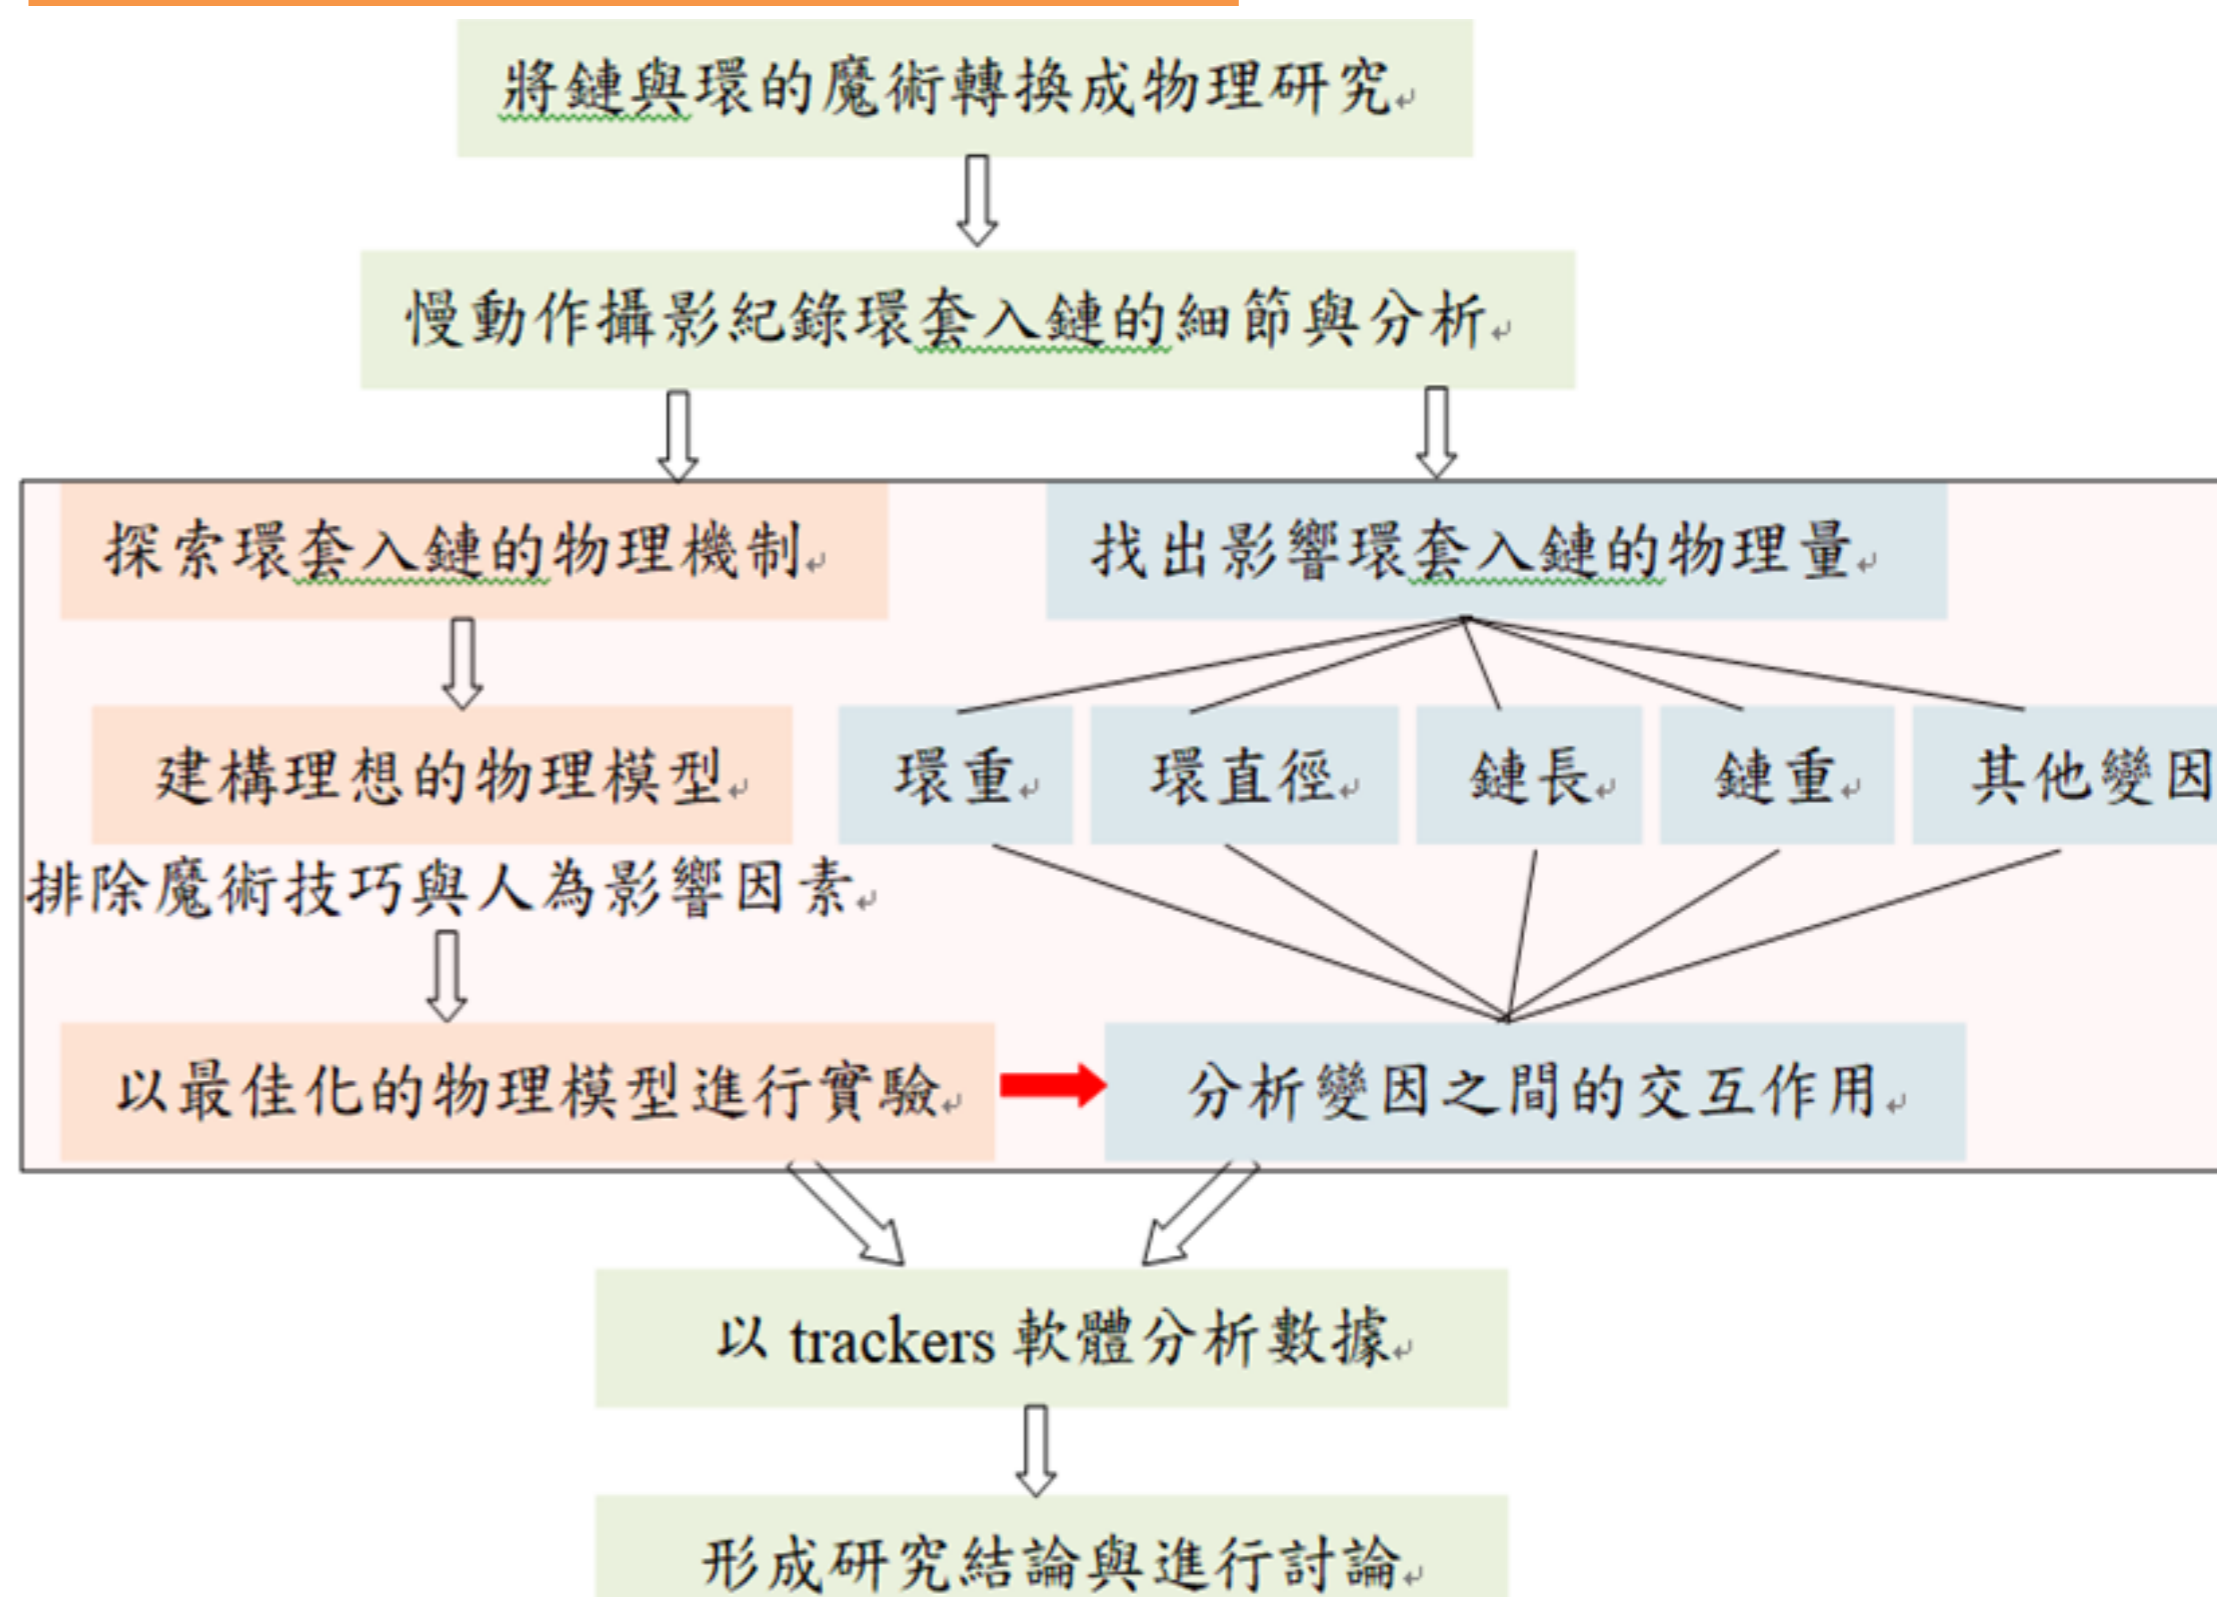 將鏈與環的魔術轉換成物理研究
慢動作攝影紀錄環套入鏈的細節與分析
探索環套入鏈的物理機制
找出影響環套入鏈的物理量
建構理想的物理模型
環重
環直徑
鏈長
鏈重
其他變因
排除魔術技巧與人為影響因素
以最佳化的物理模型進行實驗
分析變因之間的交互作用
以 trackers 軟體分析數據
形成研究結論與進行討論